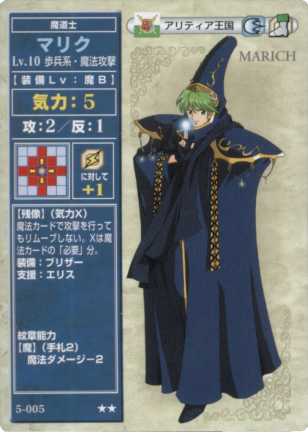 魔道士
マリク
Lv.10 歩兵系・魔法攻撃
【装備Lv：魔B】
気力：5
攻：2／反：1
に対して
+1
【残像】（気力X）
魔法カードで攻撃を行って
もリムーブしない。Xは魔
法カードの「必要」分。
装備：ブリザー
支援：エリス
紋章能力
【魔】（手札2）
魔法ダメージ－2
5-005
★★
アリティア王国
MARICH